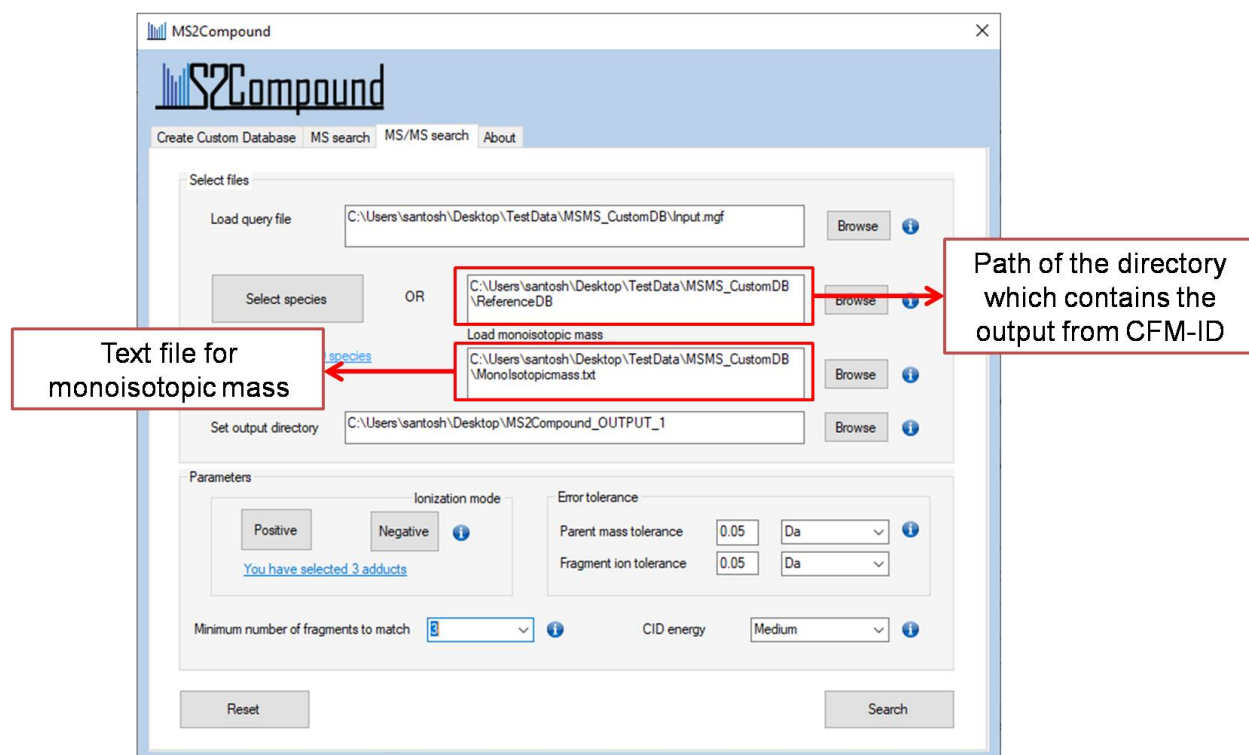 MS2Compound
MS2Compound
Create Custom Database MS search MS/MS search About
Select files
Load query file
C:\Users\santosh\Desktop\TestData\MSMS_CustomDB\Input.mgf
Browse
Select species
OR
C:\Users\santosh\Desktop\TestData\MSMS_CustomDB
\ReferenceDB
Browse
Path of the directory
which contains the
output from CFM-ID
Load monoisotopic mass
Text file for
monoisotopic mass
species
C:\Users\santosh\Desktop\TestData\MSMS_CustomDB
\MonoIsotopicmass.txt
Browse
Set output directory
C:\Users\santosh\Desktop\MS2Compound_OUTPUT_1
Browse
Parameters
Ionization mode
Positive
Negative
You have selected 3 adducts
Error tolerance
Parent mass tolerance 0.05 Da
Fragment ion tolerance 0.05 Da
Minimum number of fragments to match 3
CID energy Medium
Reset
Search